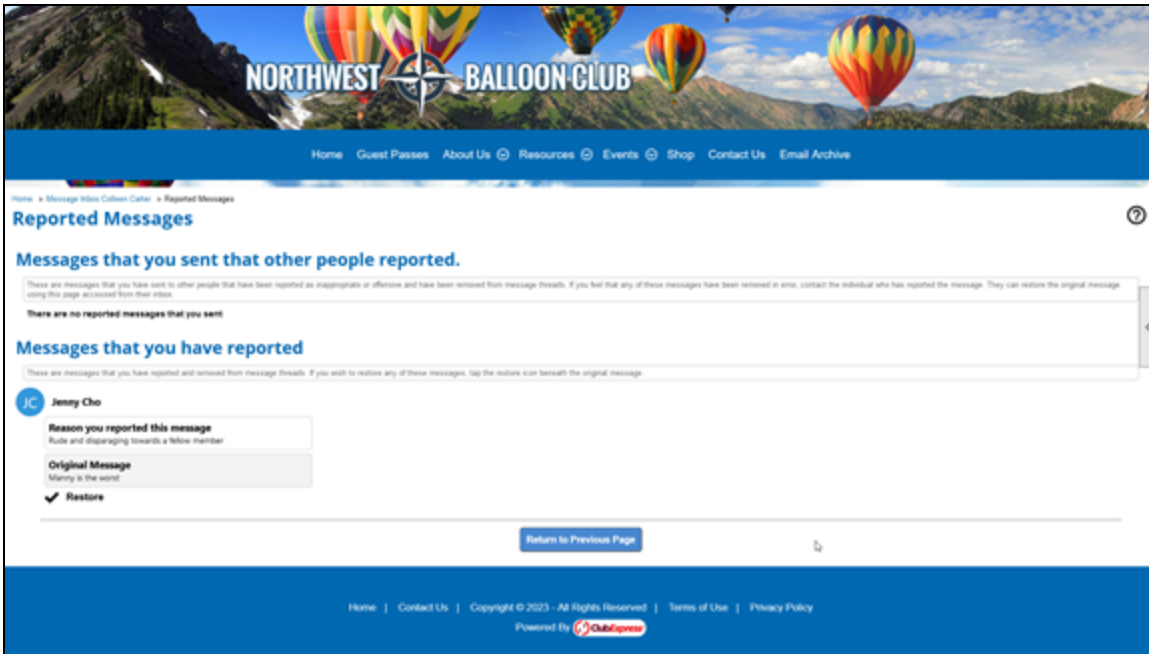 NORTHWEST BALLOON CLUB
Home Guest Passes About Us Resources Events Shop Contact Us Email Archive
Home » Message Inbox Colleen Carter » Reported Messages
Reported Messages
Messages that you sent that other people reported.
These are messages that you have sent to other people that have been reported as inappropriate or offensive and have been removed from message threads. If you feel that any of these messages have been removed in error, contact the individual who has reported the message. They can restore the original message
using this page accessed from their inbox.
There are no reported messages that you sent
Messages that you have reported
These are messages that you have reported and removed from message threads. If you wish to restore any of these messages, tap the restore icon beneath the original message.
JC Jenny Cho
Reason you reported this message
Rude and disparaging towards a fellow member
Original Message
Manny is the worst
Restore
Return to Previous Page
Home | Contact Us | Copyright © 2023 - All Rights Reserved | Terms of Use | Privacy Policy
Powered By ClubExpress